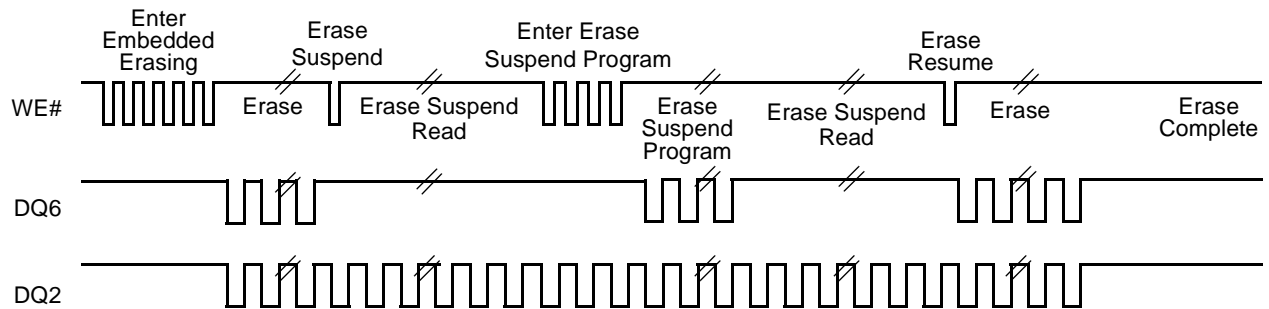 Enter
Embedded
Erasing
Erase
Suspend
Enter Erase
Suspend Program
Erase
Resume
WE#
Erase
Erase Suspend
Read
Erase
Suspend
Program
Erase Suspend
Read
Erase
Erase
Complete
DQ6
DQ2